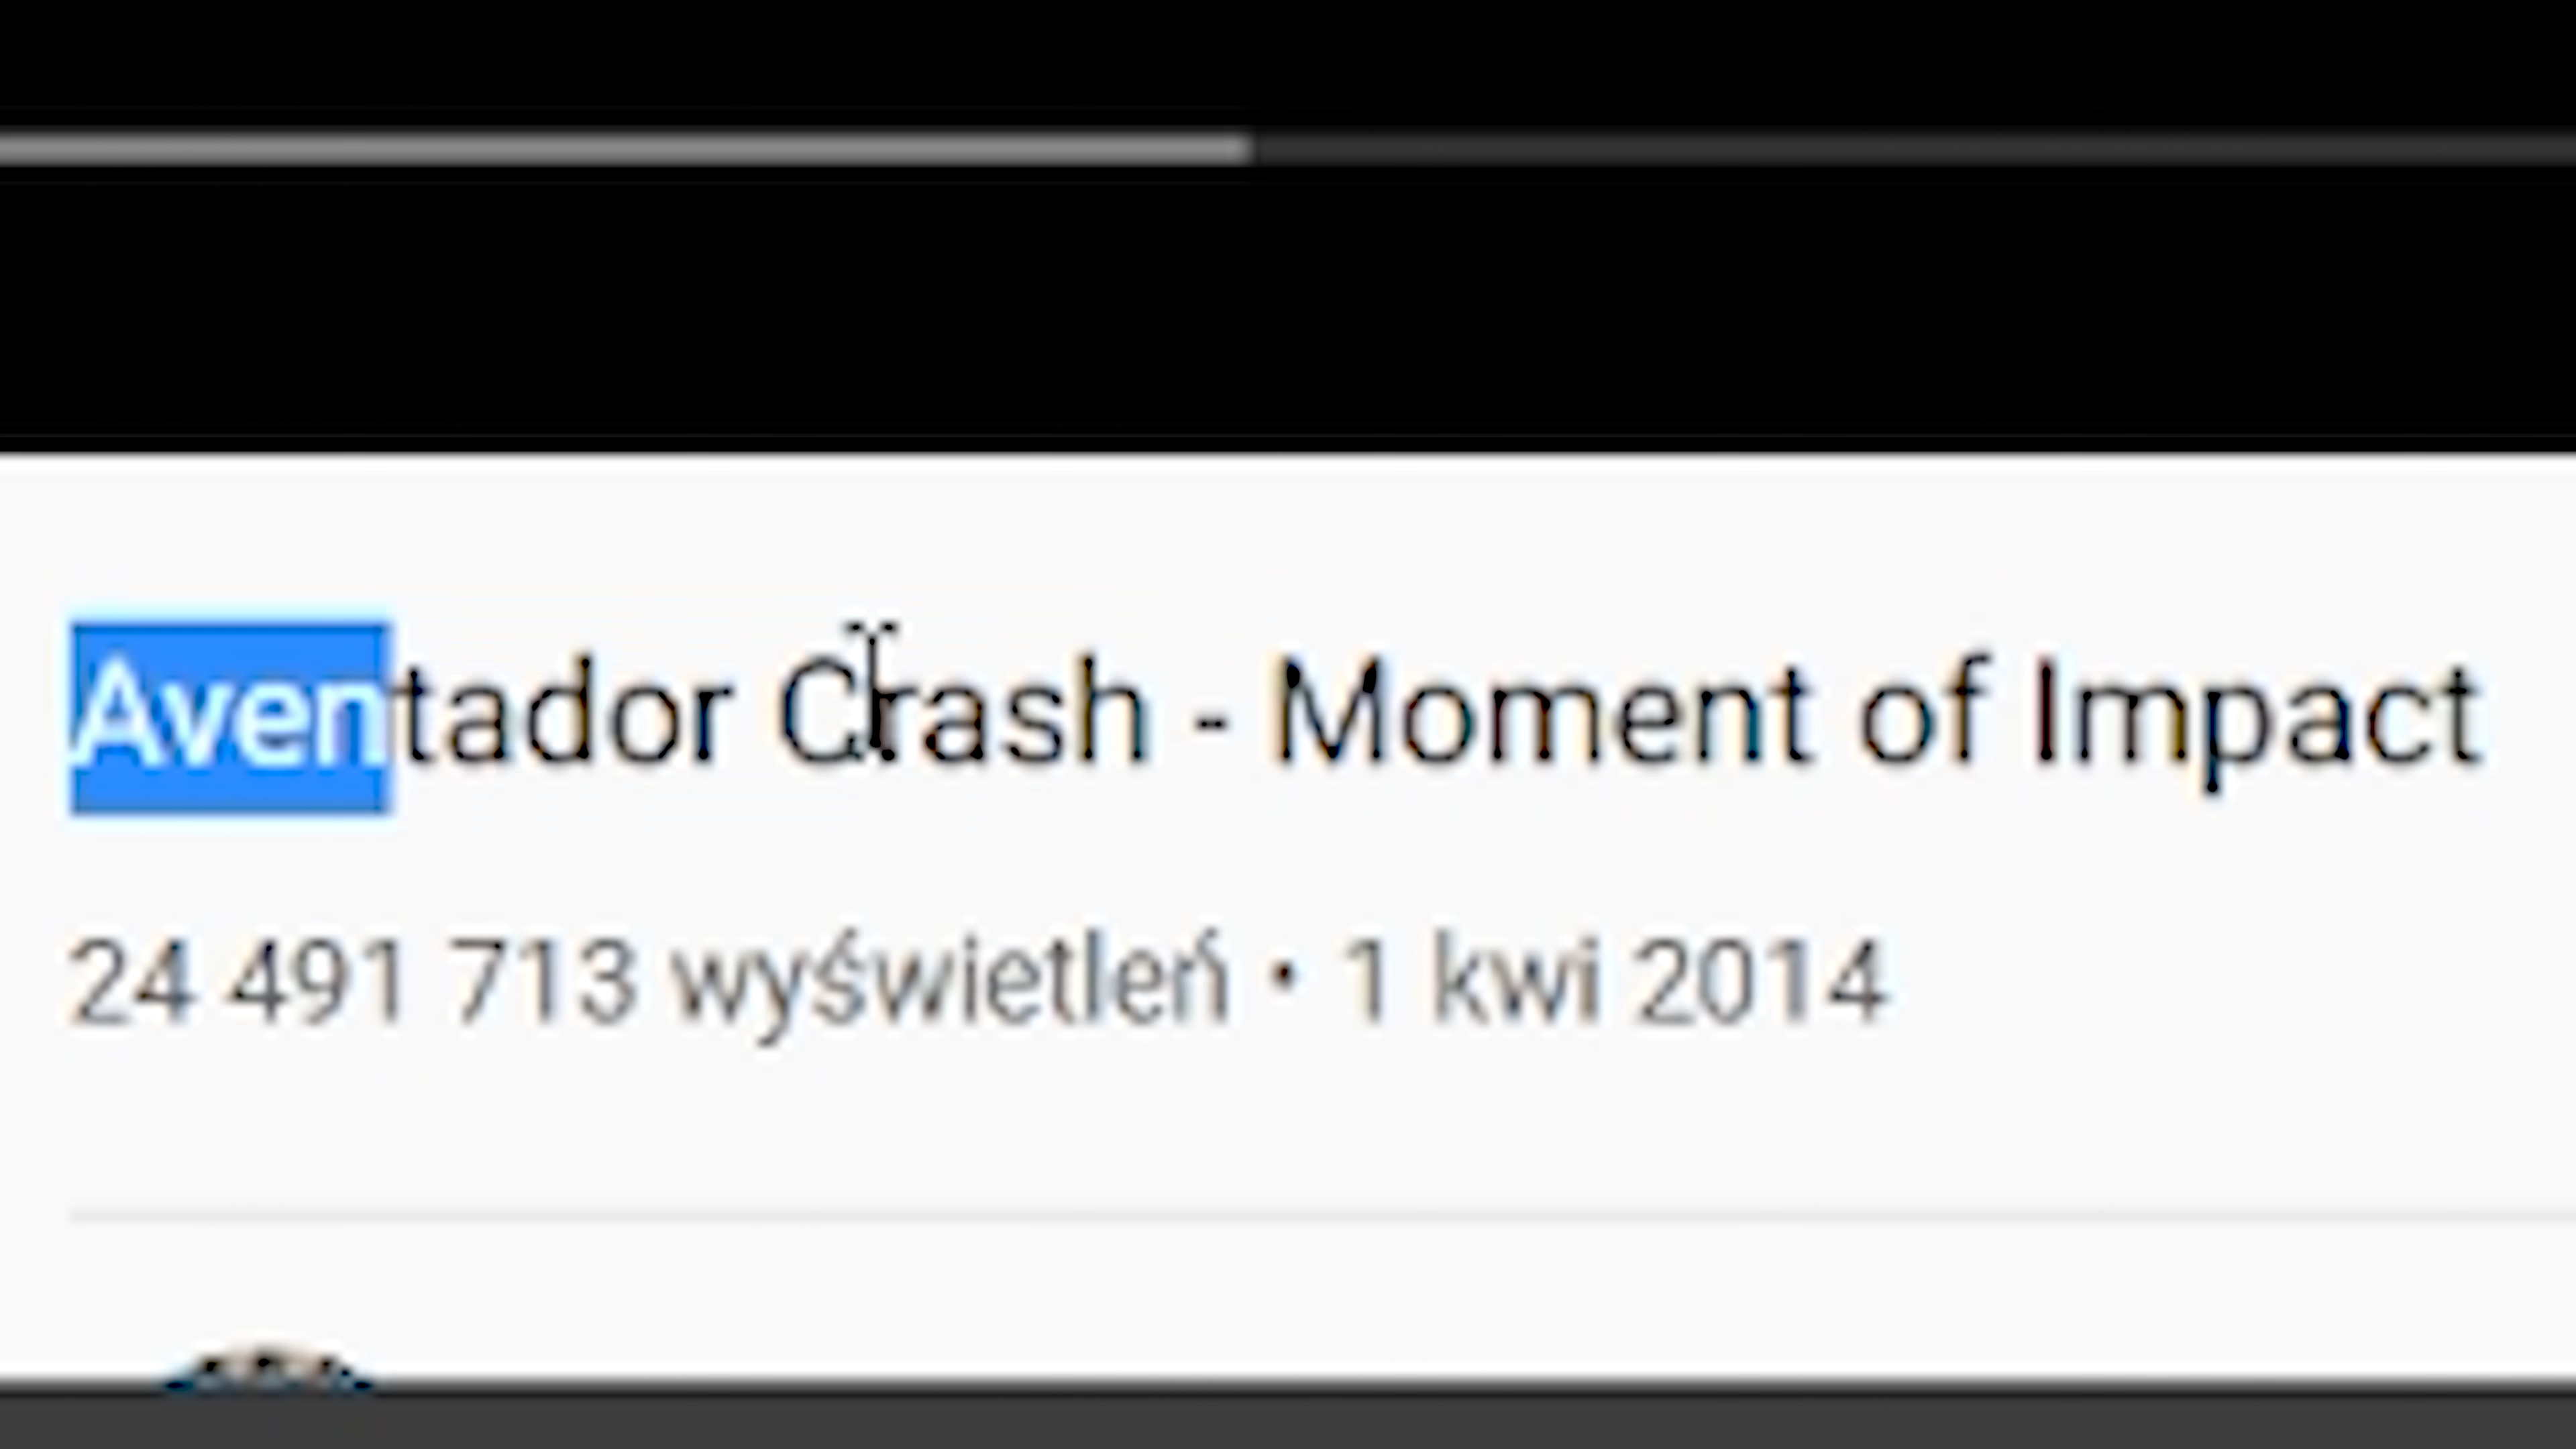 Aventador Crash - Moment of Impact
24 491 713 wyświetleń • 1 kwi 2014